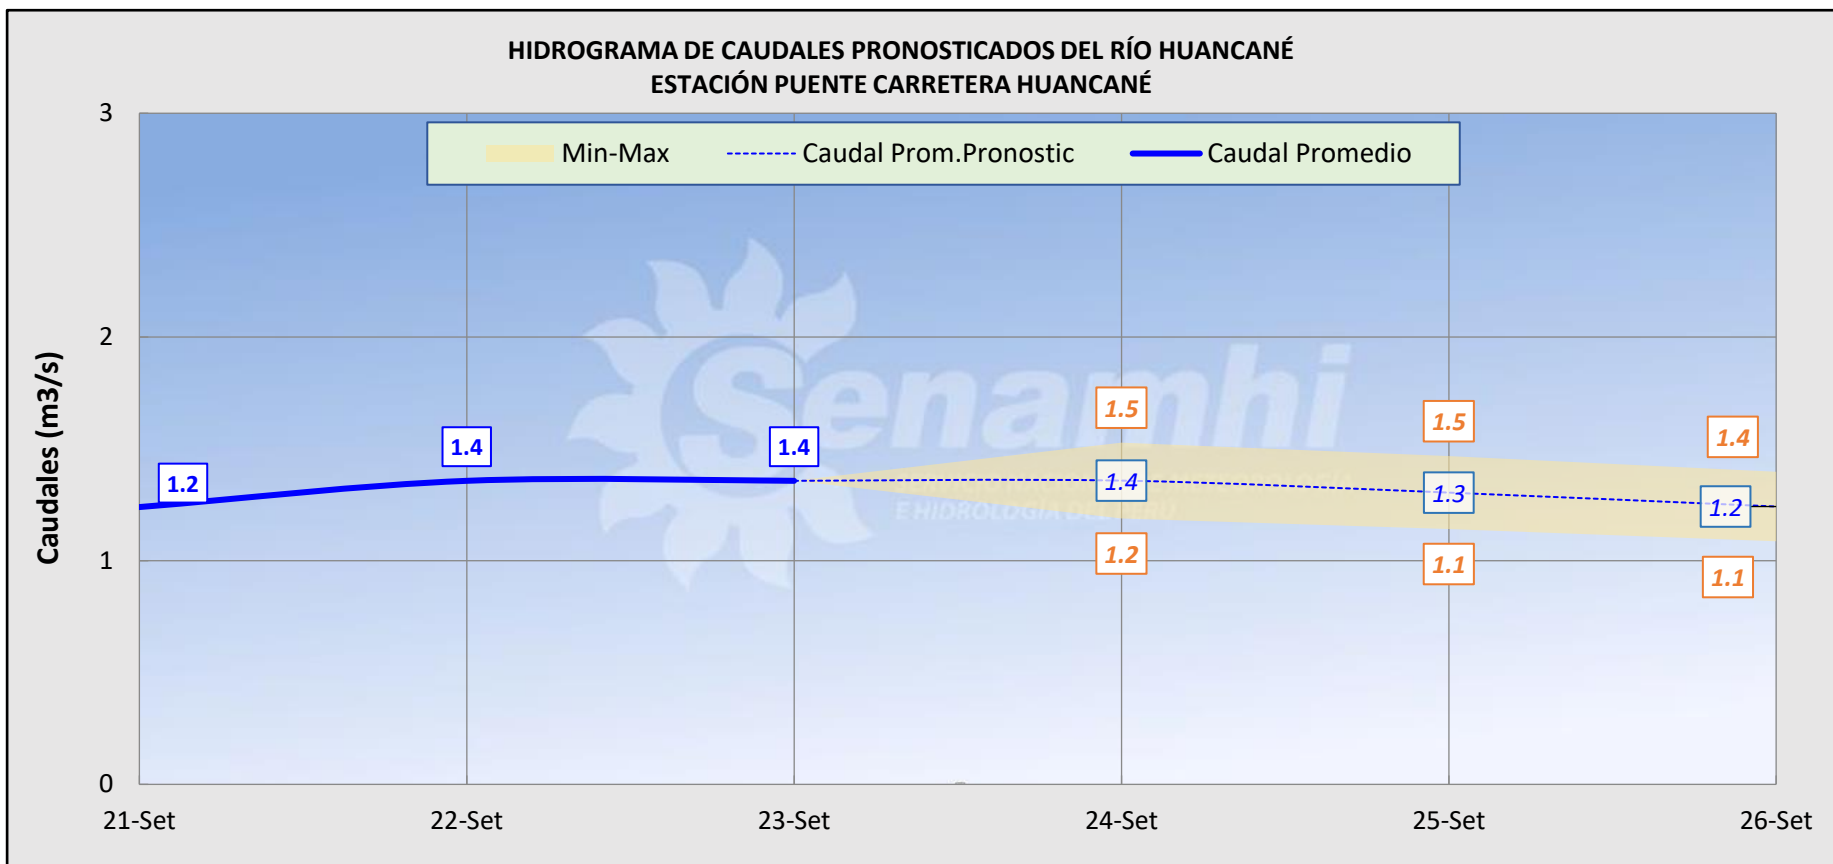 HIDROGRAMA DE CAUDALES PRONOSTICADOS DEL RÍO HUANCANÉ
ESTACIÓN PUENTE CARRETERA HUANCANÉ
Min-Max Caudal Prom.Pronostic Caudal Promedio
Caudales (m3/s)
3
2
1
0
Senamhi
E HIDROLOGÍA DEL PERÚ
1.2
1.4
1.4
1.5
1.5
1.4
1.4
1.3
1.2
1.2
1.1
1.1
21-Set 22-Set 23-Set 24-Set 25-Set 26-Set